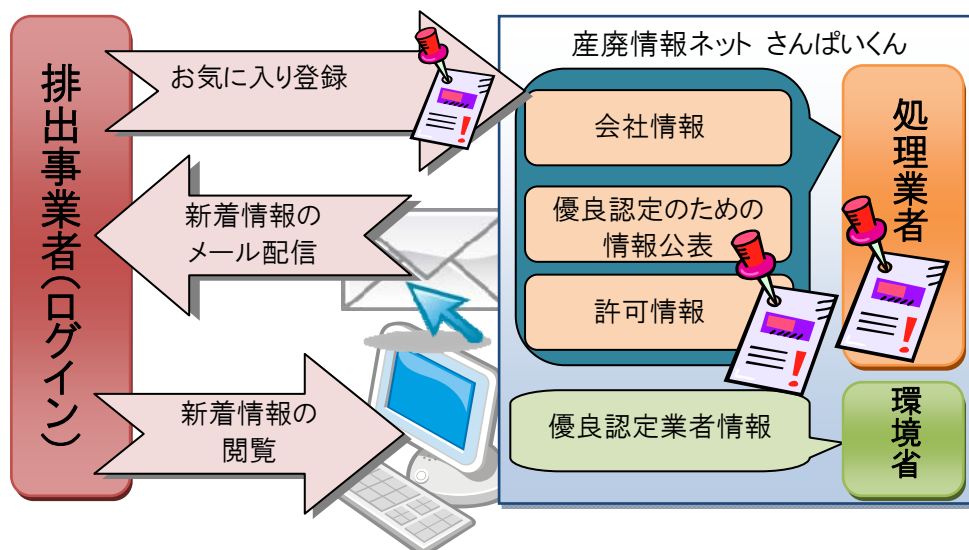 排出事業者(ログイン)
お気に入り登録
新着情報の
メール配信
新着情報の
閲覧
産廃情報ネット さんぱいくん
会社情報
優良認定のための
情報公表
許可情報
処理業者
優良認定業者情報
環境省